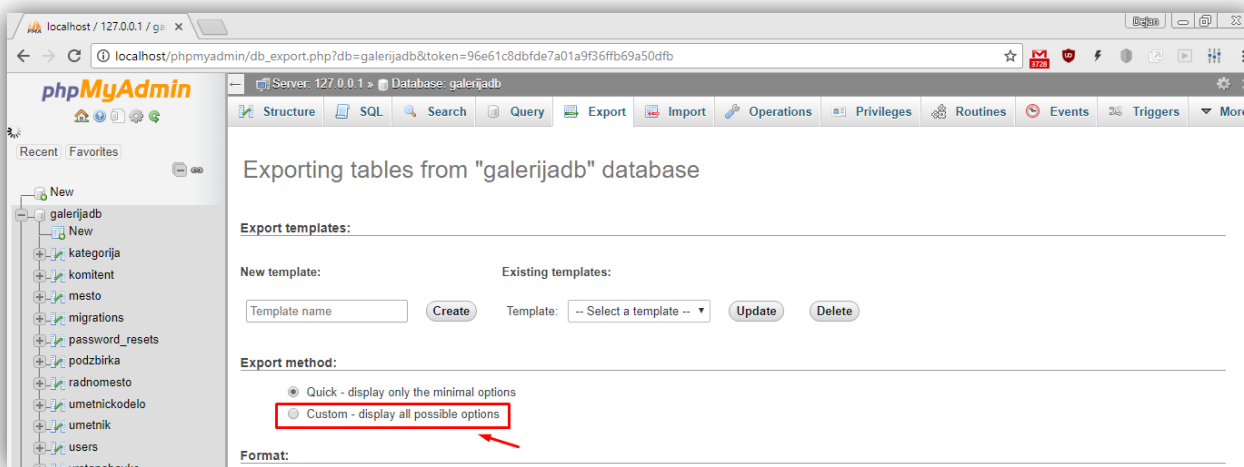 localhost / 127.0.0.1 / ga
Dejan
localhost/phpmyadmin/db_export.php?db=galerijadb&token=96e61c8dbfde7a01a9f36ffb69a50dfb
3728
phpMyAdmin
Server: 127.0.0.1 » Database: galerijadb
Structure SQL Search Query Export Import Operations Privileges Routines Events Triggers More
Recent Favorites
New
galerijadb
New
kategorija
komitent
mesto
migrations
password_resets
podzbirka
radnomesto
umetnickodelo
umetnik
users
Exporting tables from "galerijadb" database
Export templates:
New template: Existing templates:
Template name Create Template: -- Select a template -- Update Delete
Export method:
Quick - display only the minimal options
Custom - display all possible options
Format: